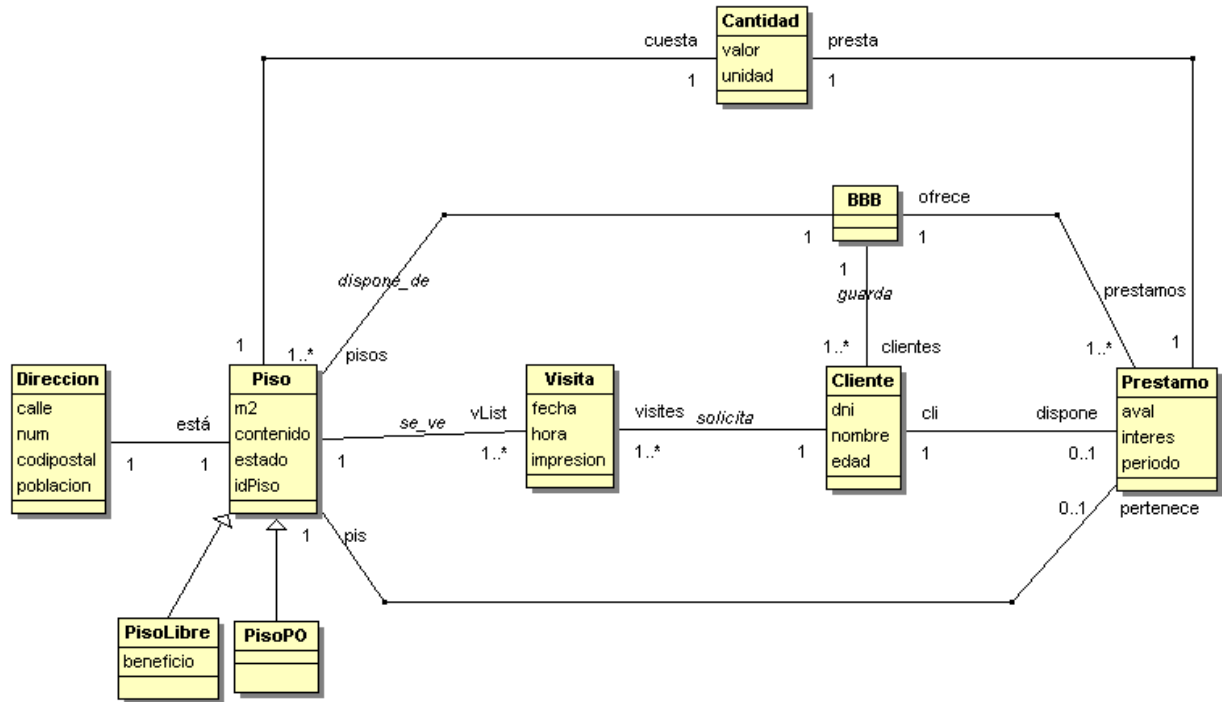 Cantidad
valor
unidad
cuesta
presta
1
1
BBB
ofrece
1
1
1
dispone_de
guarda
prestamos
1
1..*
pisos
1..*
clientes
1..*
1
Direccion
calle
num
codipostal
poblacion
está
1
1
Piso
m2
contenido
estado
idPiso
se_ve
vList
1
1..*
Visita
fecha
hora
impresion
visites
solicita
1..*
1
Cliente
dni
nombre
edad
cli
dispone
1
0..1
Prestamo
aval
interes
periodo
0..1
pertenece
1
pis
PisoLibre
beneficio
PisoPO